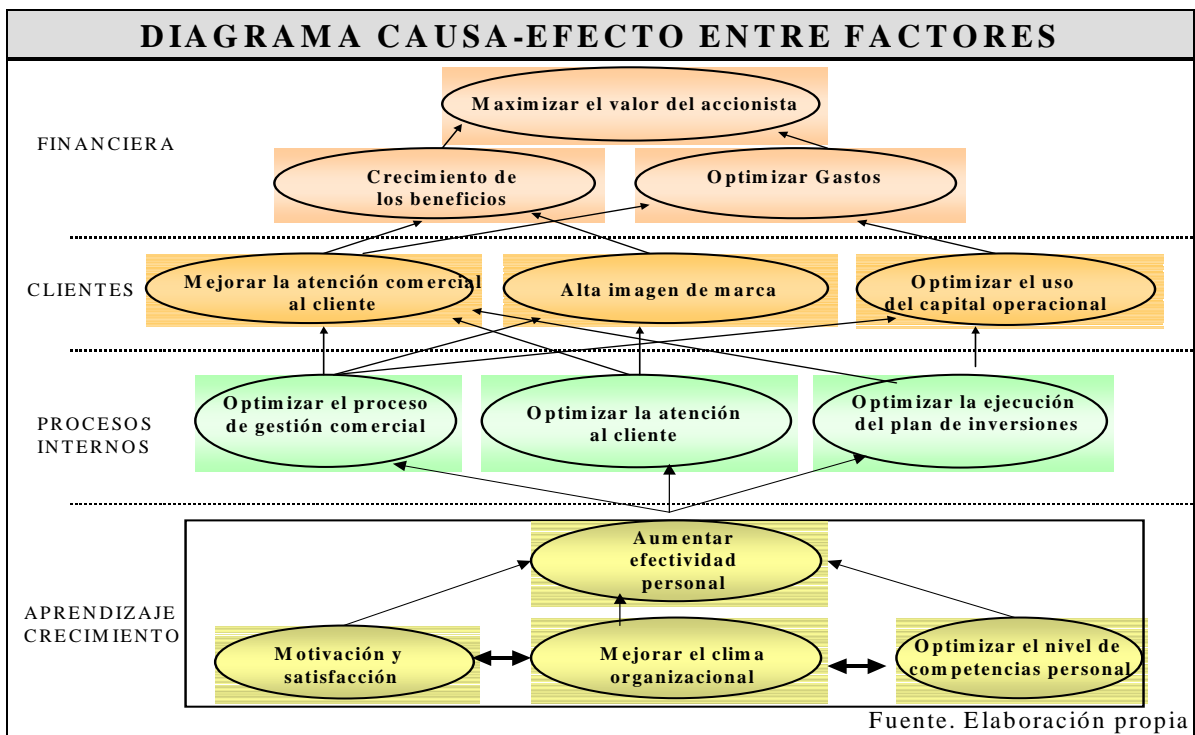 DIAGRAMA CAUSA-EFECTO ENTRE FACTORES
FINANCIERA
Maximizar el valor del accionista
Crecimiento de
los beneficios
Optimizar Gastos
CLIENTES
Mejorar la atención comercial
al cliente
Alta imagen de marca
Optimizar el uso
del capital operacional
PROCESOS
INTERNOS
Optimizar el proceso
de gestión comercial
Optimizar la atención
al cliente
Optimizar la ejecución
del plan de inversiones
APRENDIZAJE
CRECIMIENTO
Aumentar
efectividad
personal
Motivación y
satisfacción
Mejorar el clima
organizacional
Optimizar el nivel de
competencias personal
Fuente. Elaboración propia